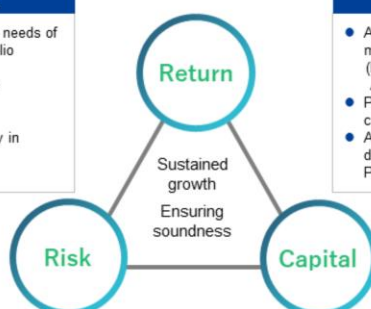 needs of
lio
y in
Return
Sustained
growth
Ensuring
soundness
Risk
Capital
A
m
(
P
c
A
d
P